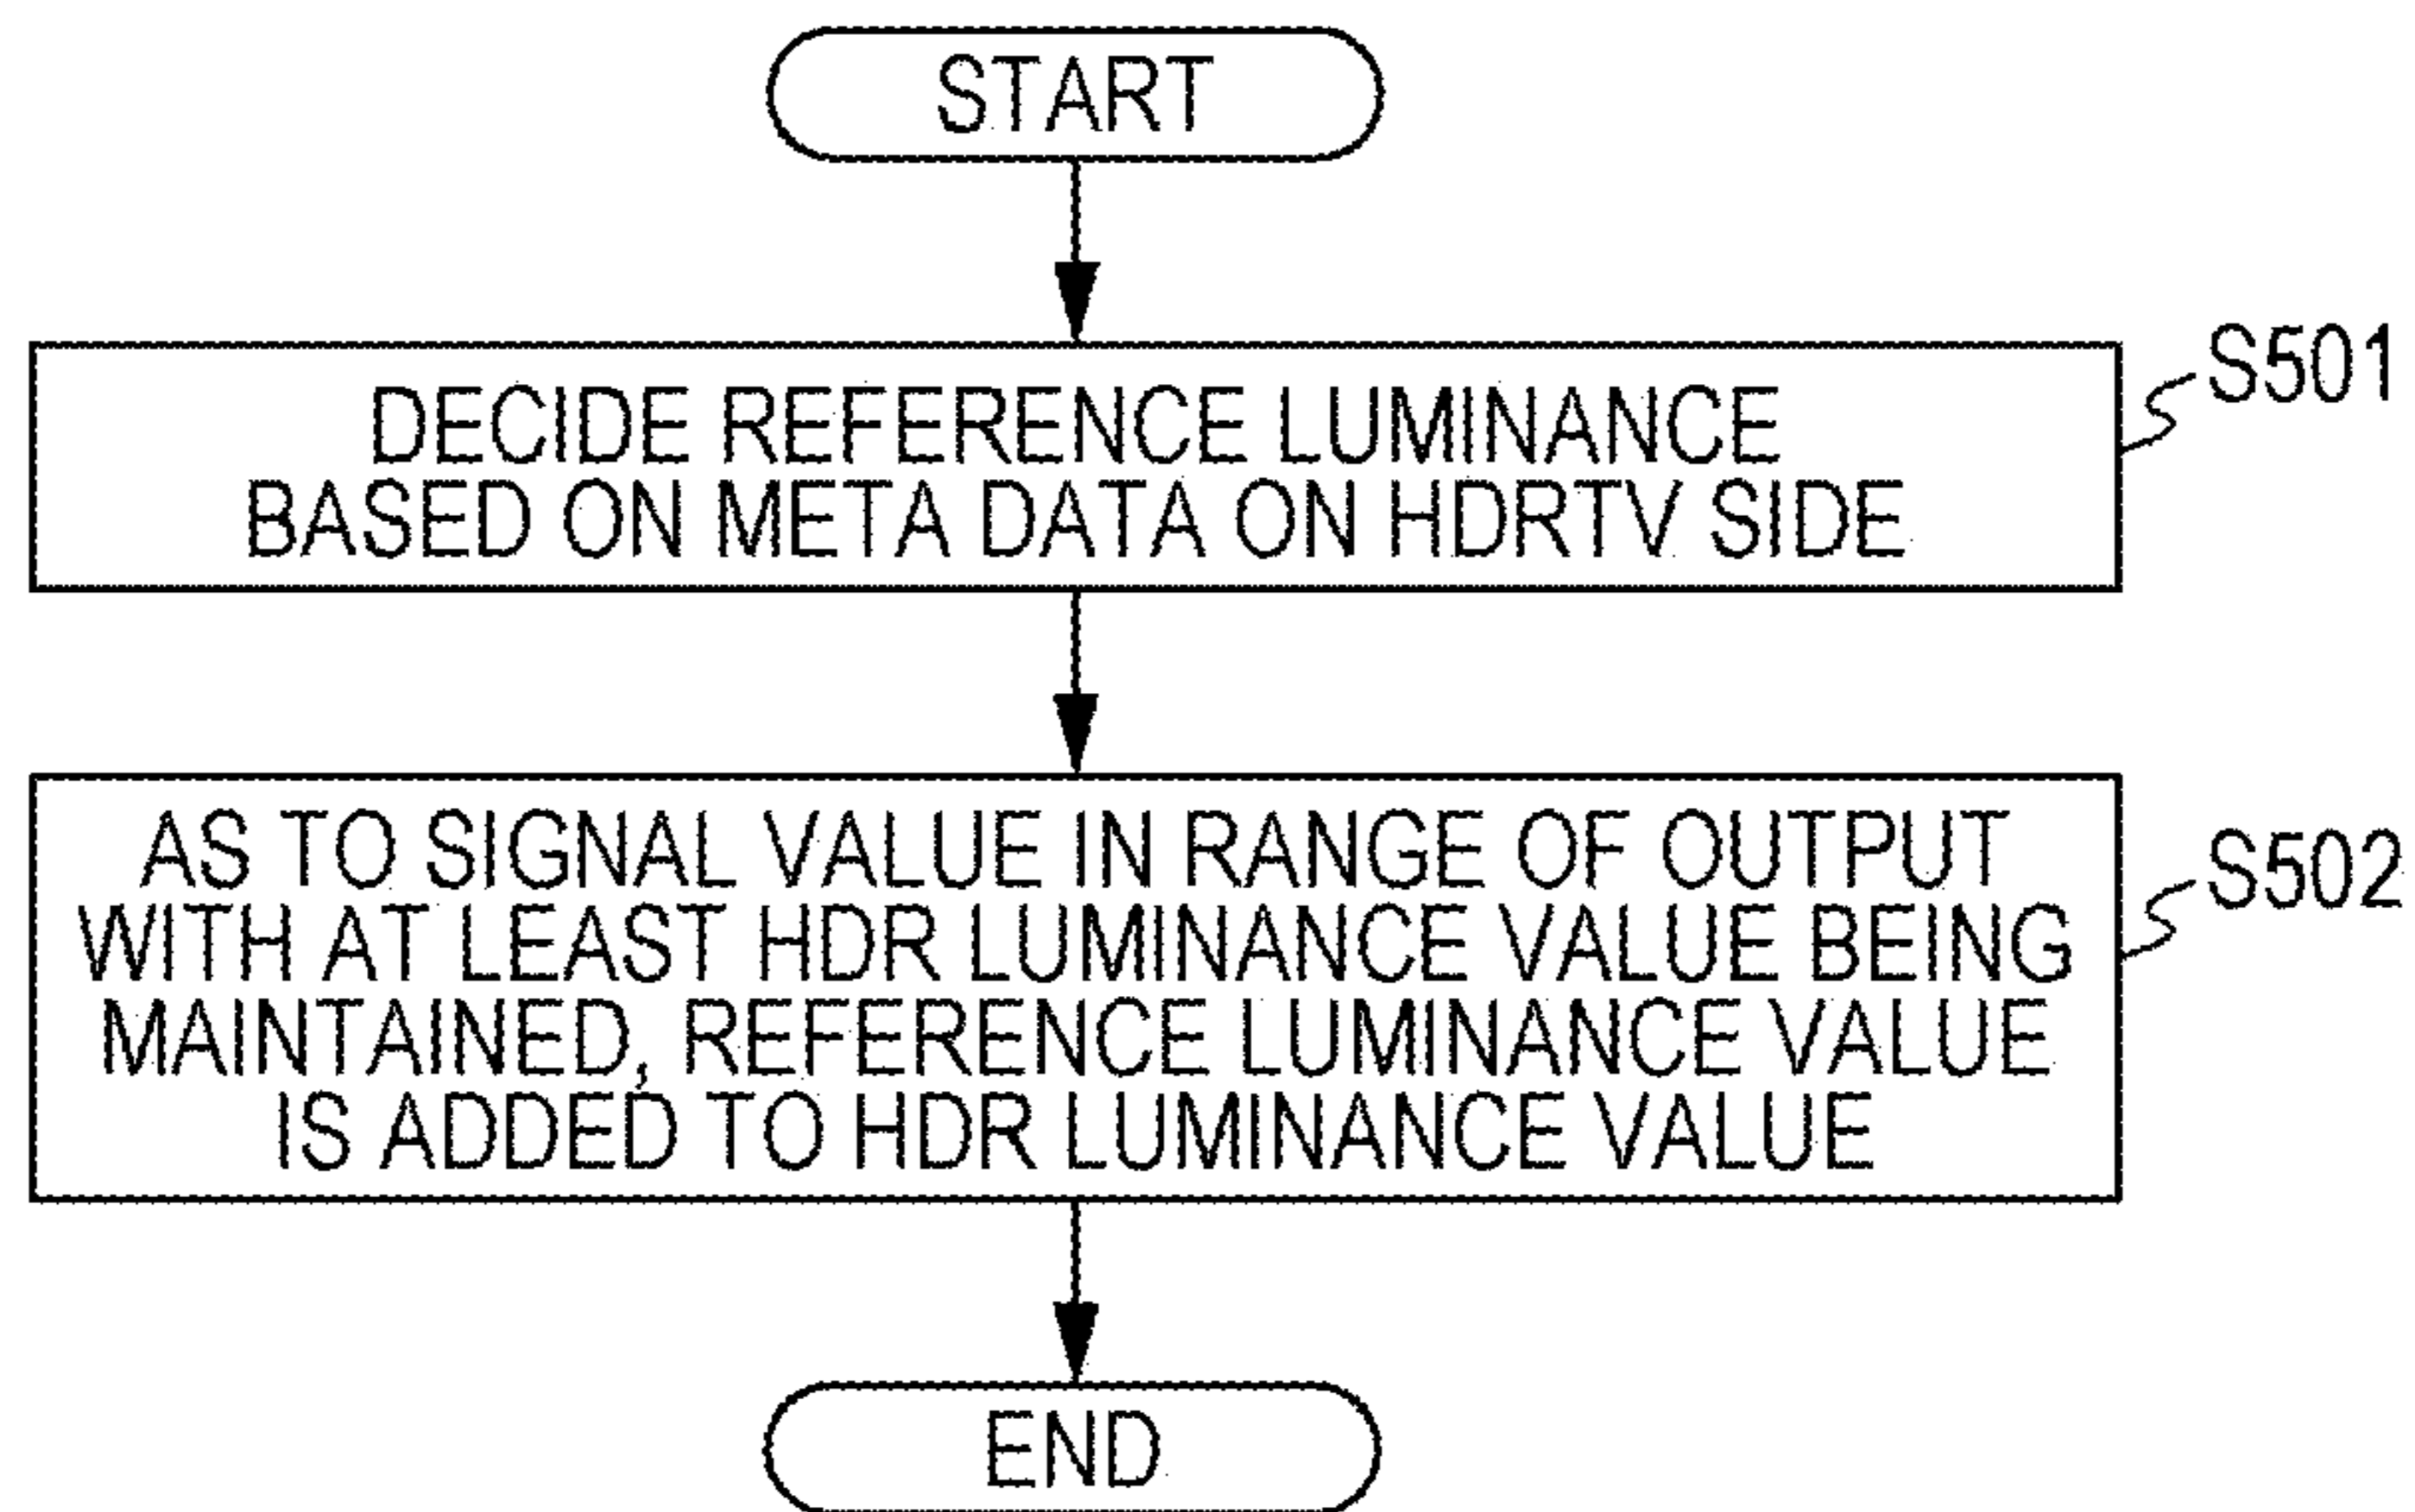 START
S501
DECIDE REFERENCE LUMINANCE
BASED ON META DATA ON HDRTV SIDE
S502
AS TO SIGNAL VALUE IN RANGE OF OUTPUT
WITH AT LEAST HDR LUMINANCE VALUE BEING
MAINTAINED, REFERENCE LUMINANCE VALUE
IS ADDED TO HDR LUMINANCE VALUE
END